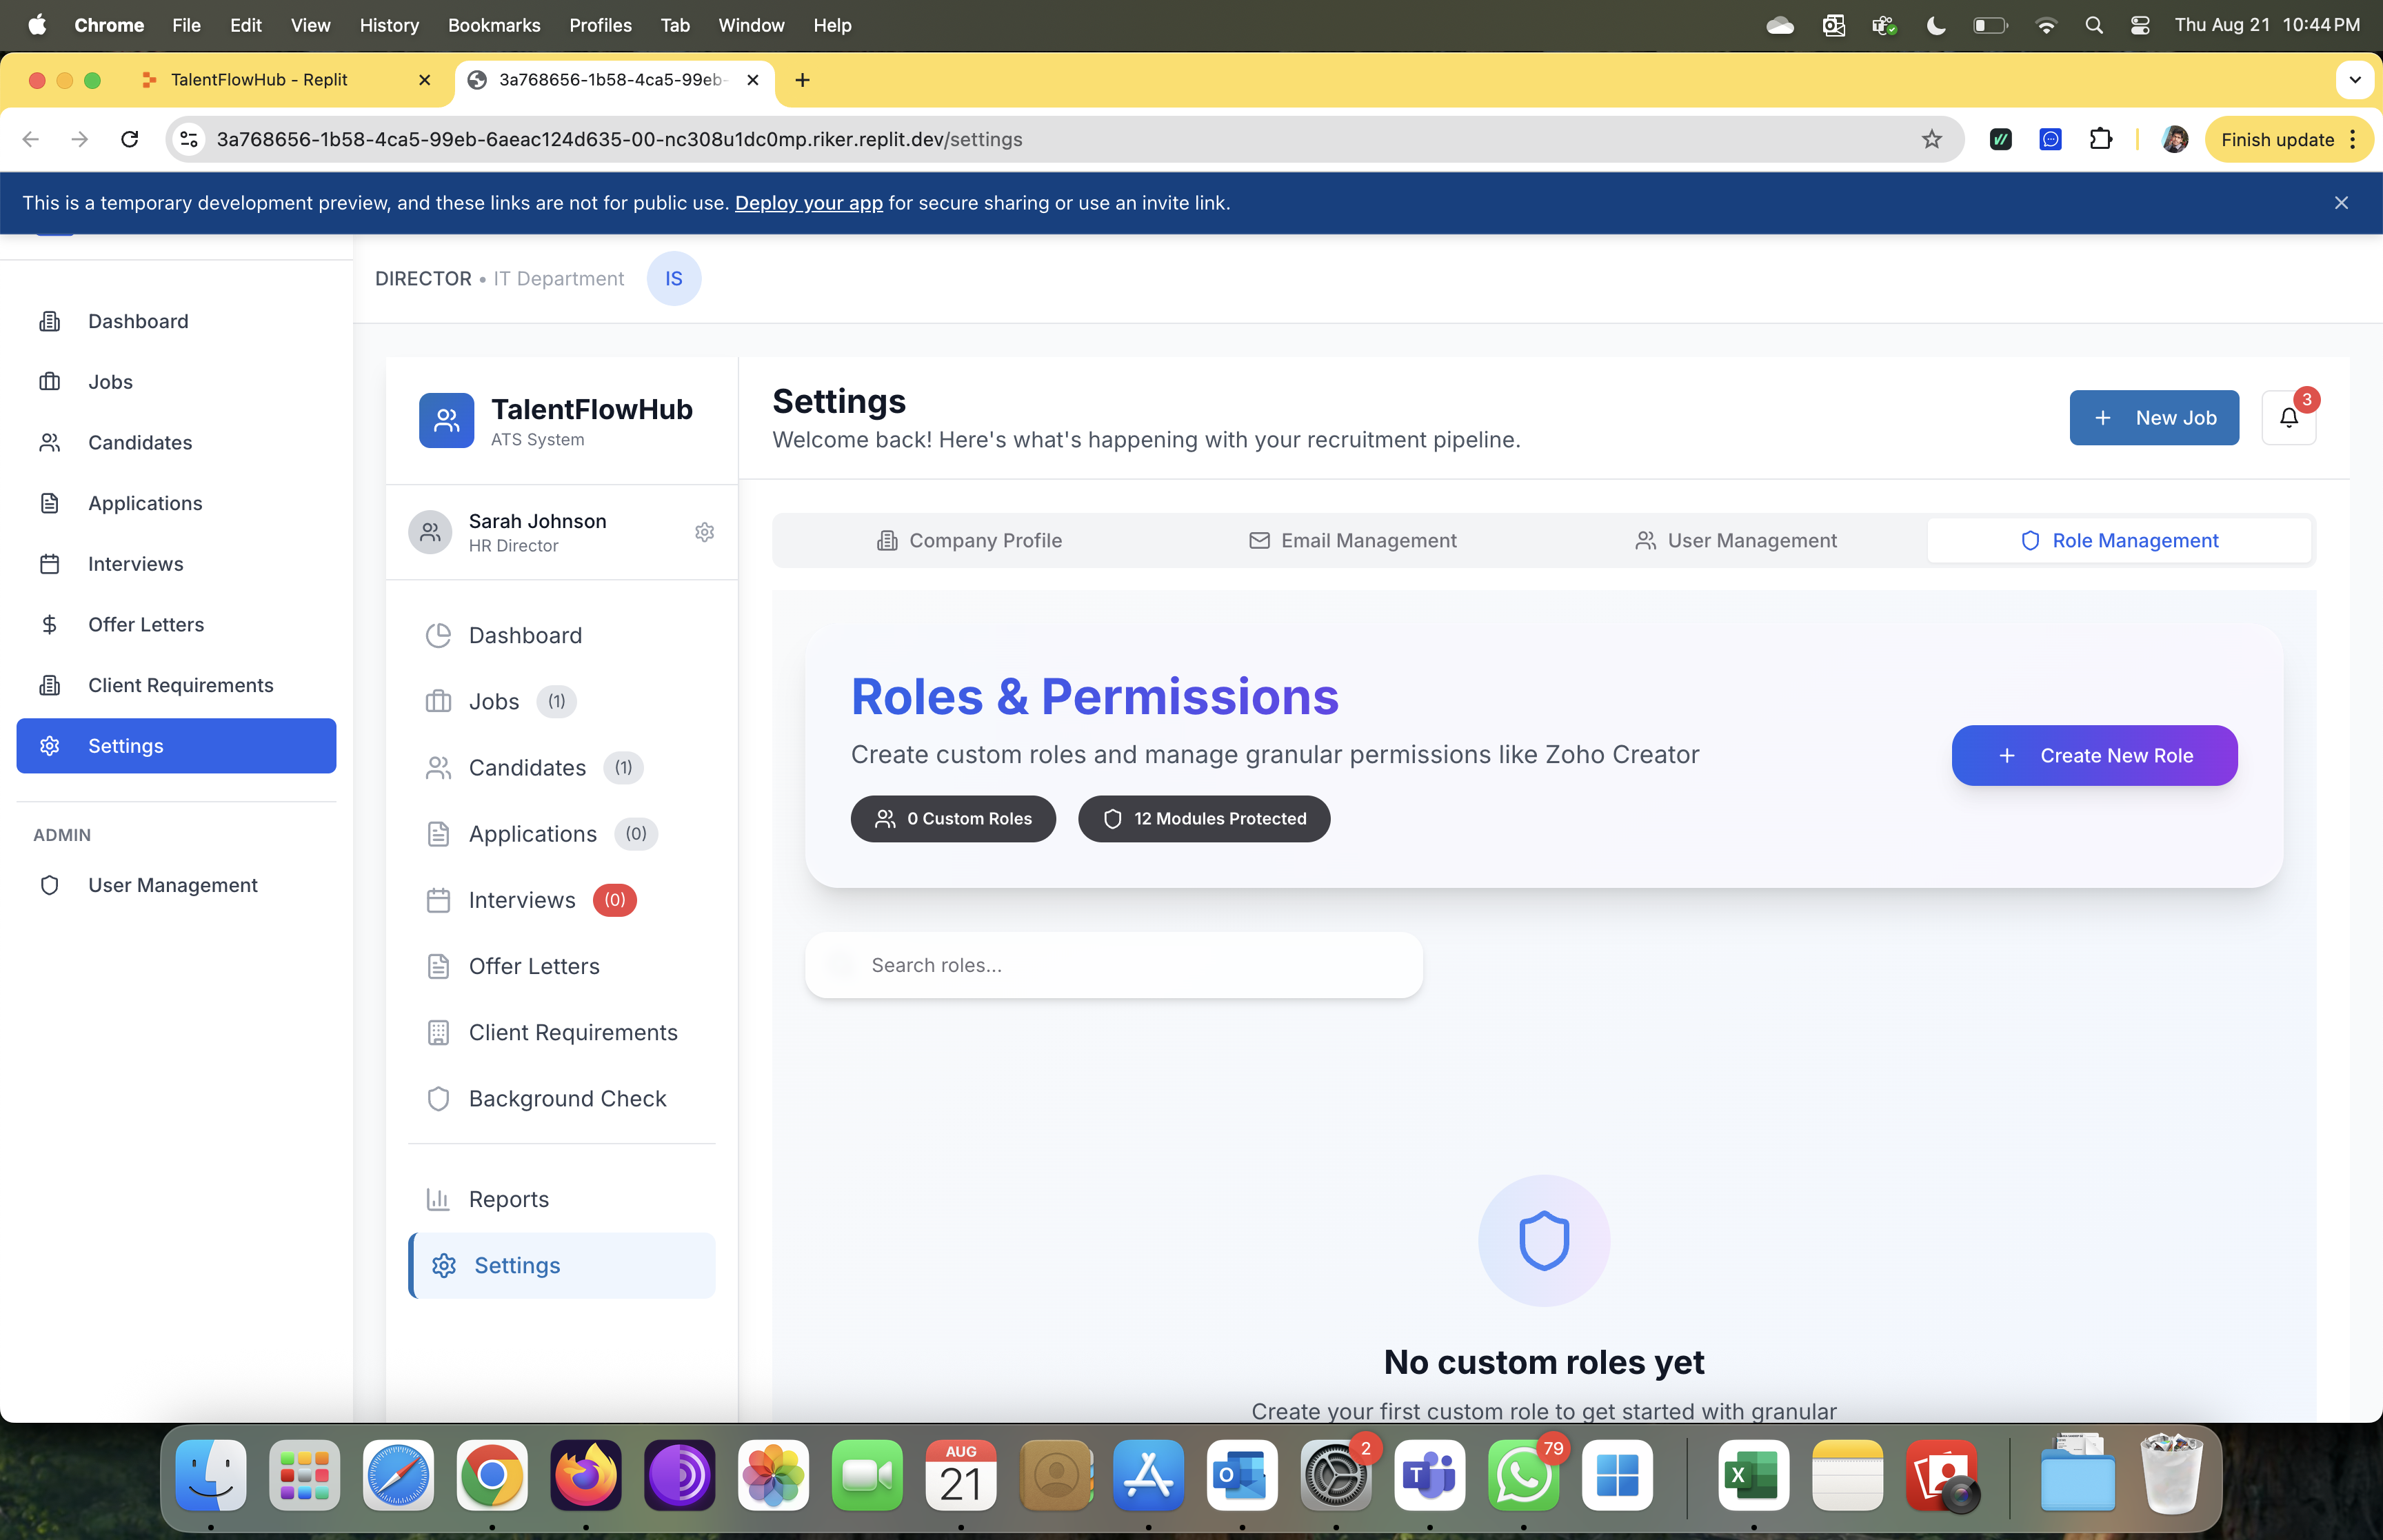 Chrome File Edit View History Bookmarks Profiles Tab Window Help
Thu Aug 21 10:44 PM
TalentFlowHub - Replit
3a768656-1b58-4ca5-99eb-
3a768656-1b58-4ca5-99eb-6aeac124d635-00-nc308u1dc0mp.riker.replit.dev/settings
Finish update
This is a temporary development preview, and these links are not for public use. Deploy your app for secure sharing or use an invite link.
DIRECTOR • IT Department
IS
Dashboard
Jobs
Candidates
Applications
Interviews
Offer Letters
Client Requirements
Settings
ADMIN
User Management
TalentFlowHub
ATS System
Sarah Johnson
HR Director
Dashboard
Jobs (1)
Candidates (1)
Applications (0)
Interviews (0)
Offer Letters
Client Requirements
Background Check
Reports
Settings
Settings
Welcome back! Here's what's happening with your recruitment pipeline.
New Job
3
Company Profile
Email Management
User Management
Role Management
Roles & Permissions
Create custom roles and manage granular permissions like Zoho Creator
0 Custom Roles
12 Modules Protected
Create New Role
Search roles...
No custom roles yet
Create your first custom role to get started with granular
AUG
21
2
79